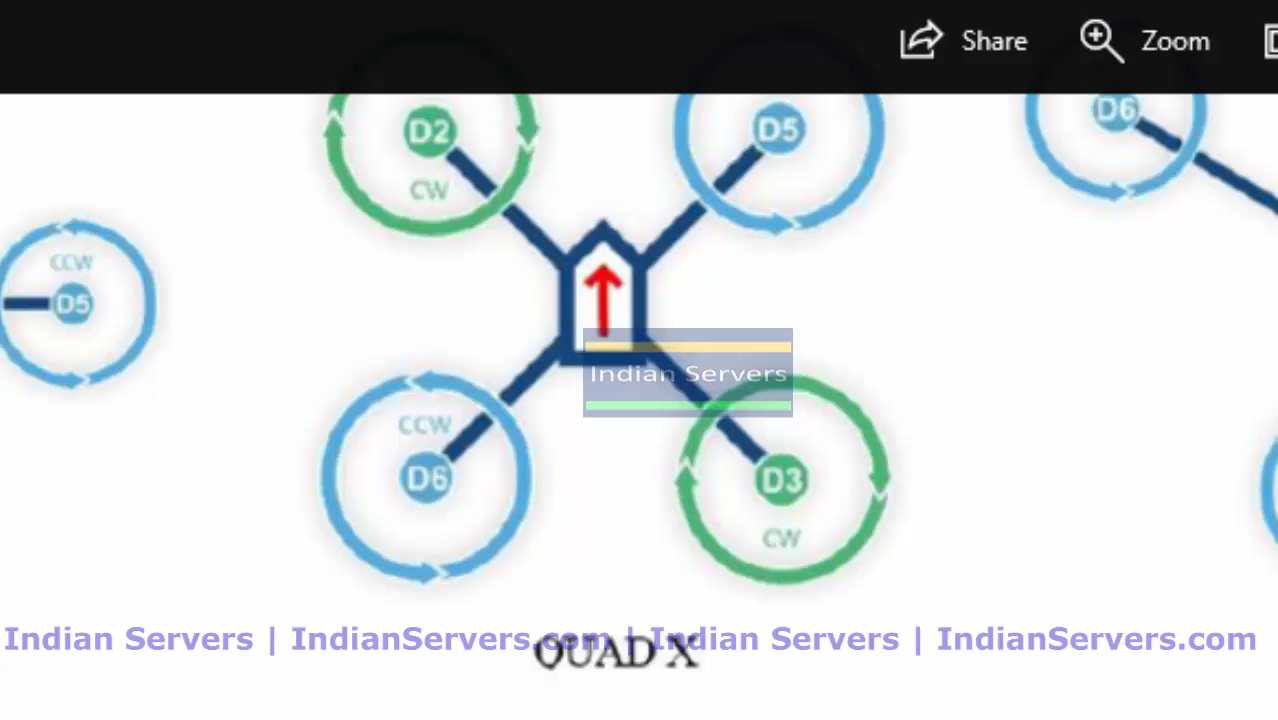 Share Zoom
D2 D5 D6
CW
CCW
D5
Indian Servers
CCW
D6 D3
CW
Indian Servers | IndianServers.com | Indian Servers | IndianServers.com
QUAD X